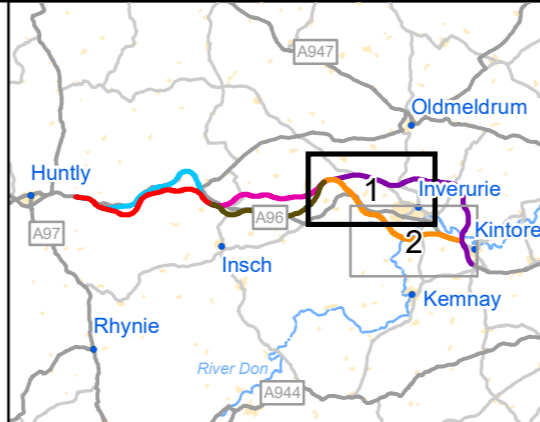 A947
Oldmeldrum
Huntly
1
Inverurie
A96
A97
Kintore
2
Insch
Kemnay
Rhynie
River Don
A944